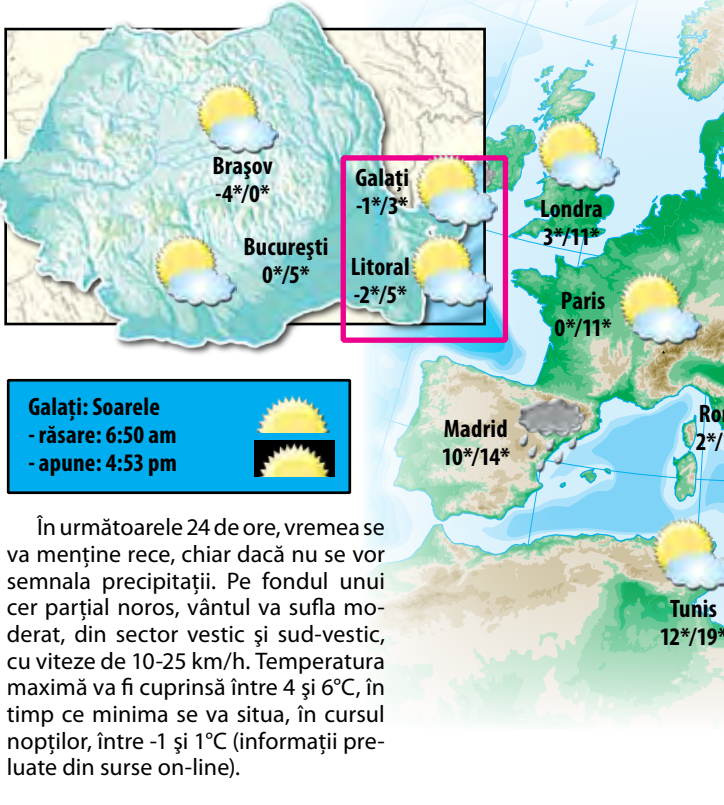 Brașov
-4*/0*
Galați
-1*/3*
București
0*/5*
Litoral
-2*/5*
Londra
3*/11*
Paris
0*/11*
Madrid
10*/14*
2*/
Tunis
12*/19*
Galați: Soarele
- răsare: 6:50 am
- apune: 4:53 pm
În următoarele 24 de ore, vremea se
va menține rece, chiar dacă nu se vor
semnala precipitații. Pe fondul unui
cer parțial noros, vântul va sufla mo-
derat, din sector vestic și sud-vestic,
cu viteze de 10-25 km/h. Temperatura
maximă va fi cuprinsă între 4 și 6°C, în
timp ce minima se va situa, în cursul
nopților, între -1 și 1°C (informații pre-
luate din surse on-line).